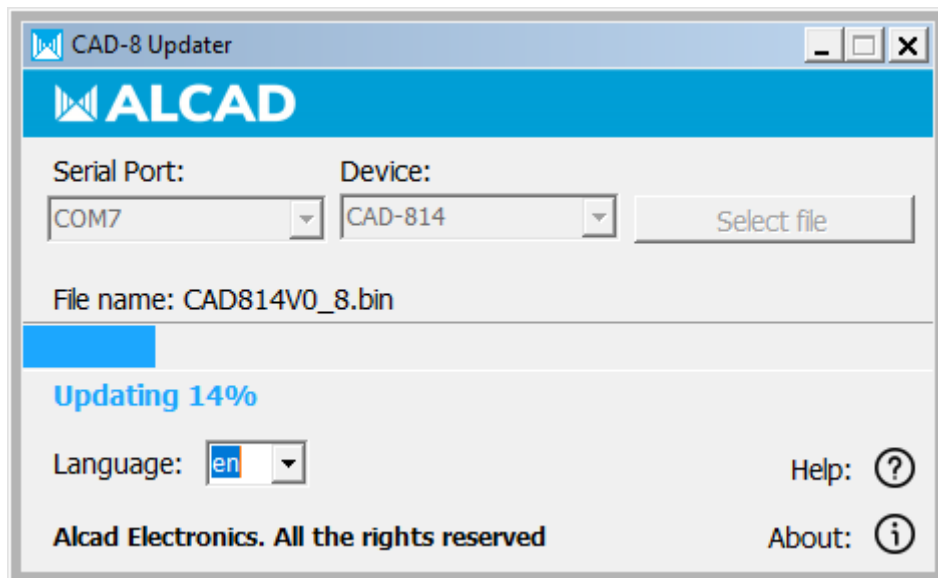 CAD-8 Updater
ALCAD
Serial Port: Device:
COM7 CAD-814 Select file
File name: CAD814V0_8.bin
Updating 14%
Language: en Help: ?
Alcad Electronics. All the rights reserved About: i